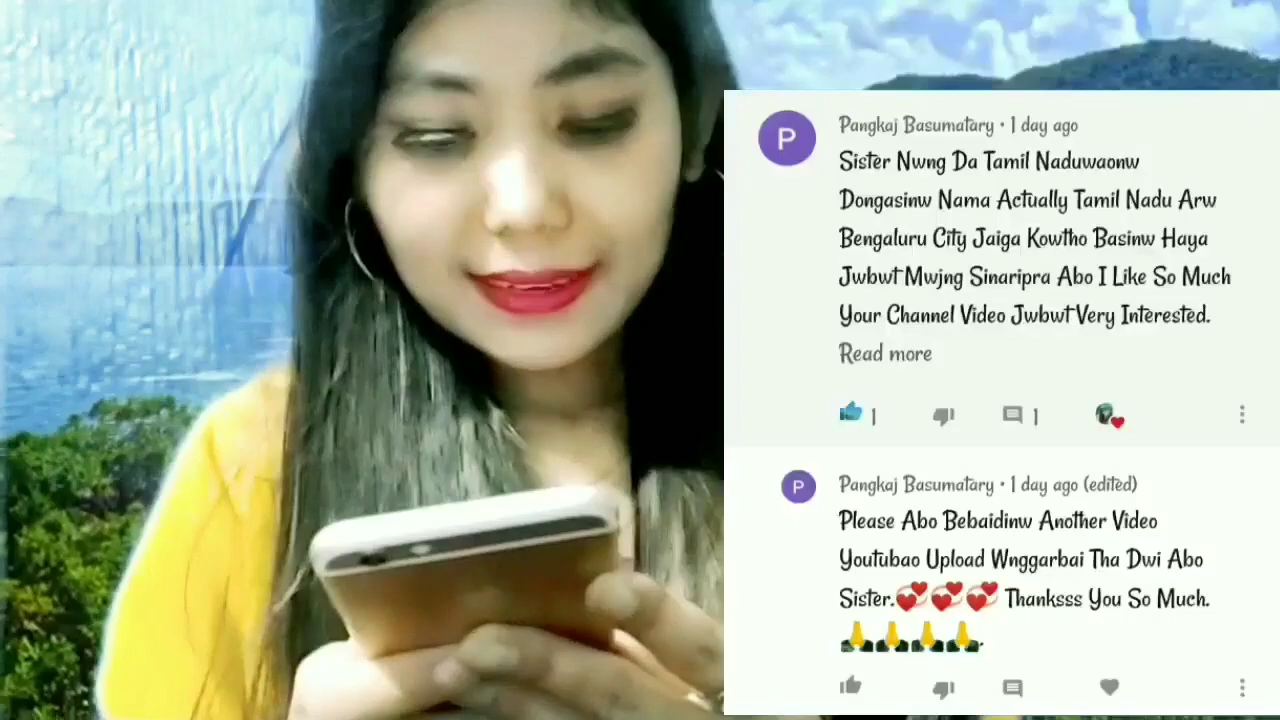 P
Pangkaj Basumatary • 1 day ago
Sister Nwng Da Tamil Naduwaonw
Dongasinw Nama Actually Tamil Nadu Arw
Bengaluru City Jaiga Kowtho Basinw Haya
Jwbwt Mwjng Sinaripra Abo I Like So Much
Your Channel Video Jwbwt Very Interested.
Read more
1 1
P
Pangkaj Basumatary • 1 day ago (edited)
Please Abo Bebaidinw Another Video
Youtubao Upload Wnggarbai Tha Dwi Abo
Sister.💞💞💞 Thanksss You So Much.
🙏🙏🙏🙏.